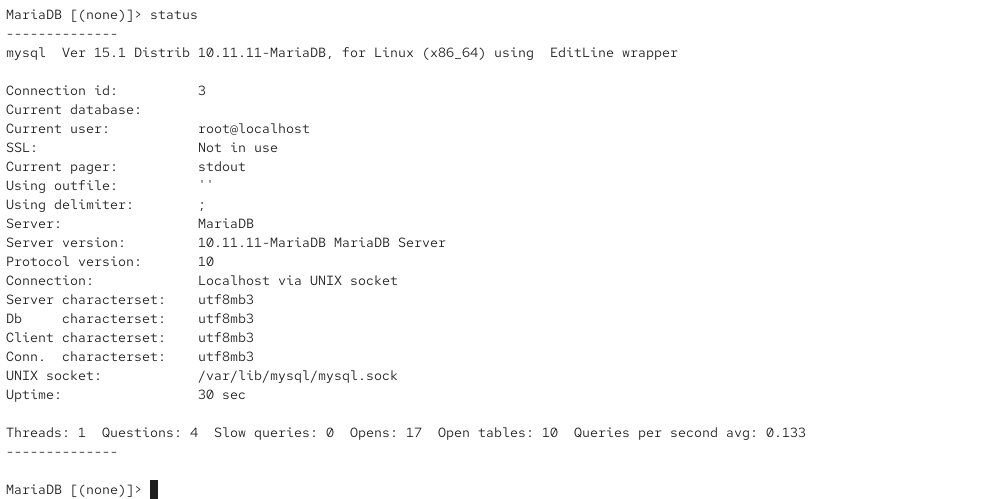 MariaDB [(none)]> status
--------------
mysql  Ver 15.1 Distrib 10.11.11-MariaDB, for Linux (x86_64) using  EditLine wrapper

Connection id:          3
Current database:
Current user:           root@localhost
SSL:                    Not in use
Current pager:          stdout
Using outfile:          ''
Using delimiter:        ;
Server:                 MariaDB
Server version:         10.11.11-MariaDB MariaDB Server
Protocol version:       10
Connection:             Localhost via UNIX socket
Server characterset:    utf8mb3
Db     characterset:    utf8mb3
Client characterset:    utf8mb3
Conn.  characterset:    utf8mb3
UNIX socket:            /var/lib/mysql/mysql.sock
Uptime:                 30 sec

Threads: 1  Questions: 4  Slow queries: 0  Opens: 17  Open tables: 10  Queries per second avg: 0.133
--------------

MariaDB [(none)]>